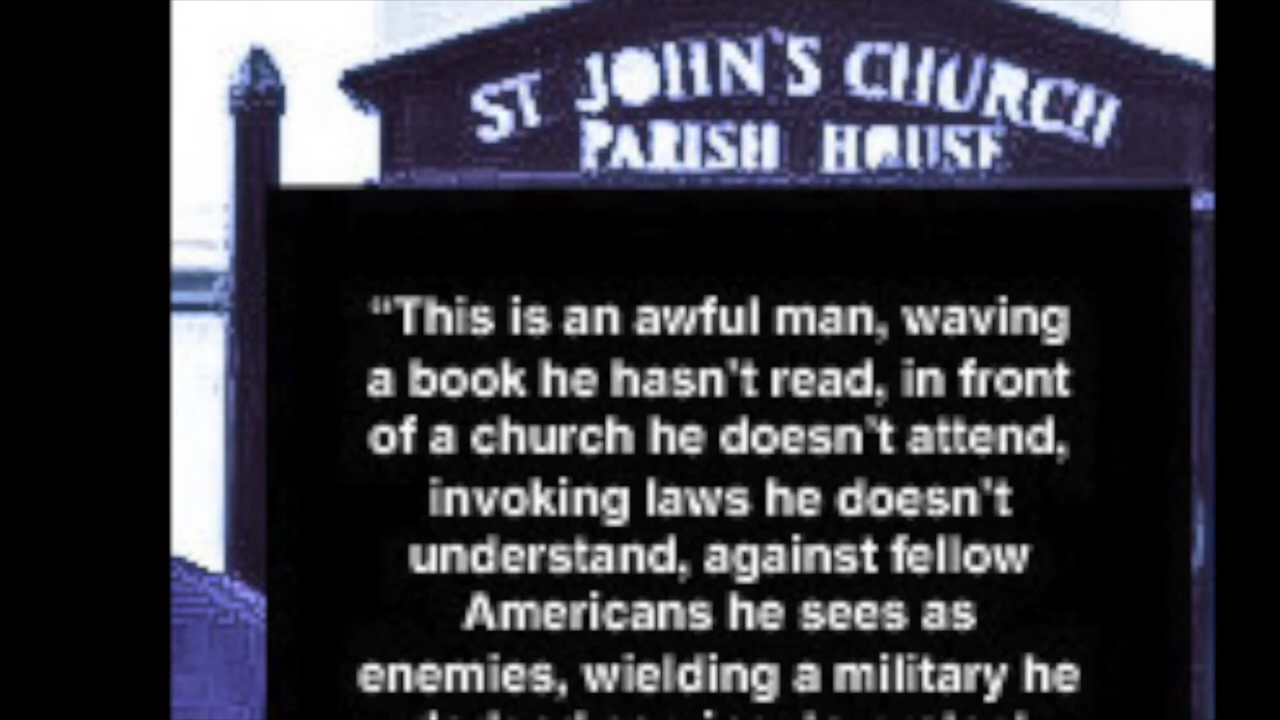 ST JOHN'S CHURCH
PARISH HOUSE
“This is an awful man, waving
a book he hasn't read, in front
of a church he doesn't attend,
invoking laws he doesn't
understand, against fellow
Americans he sees as
enemies, wielding a military he